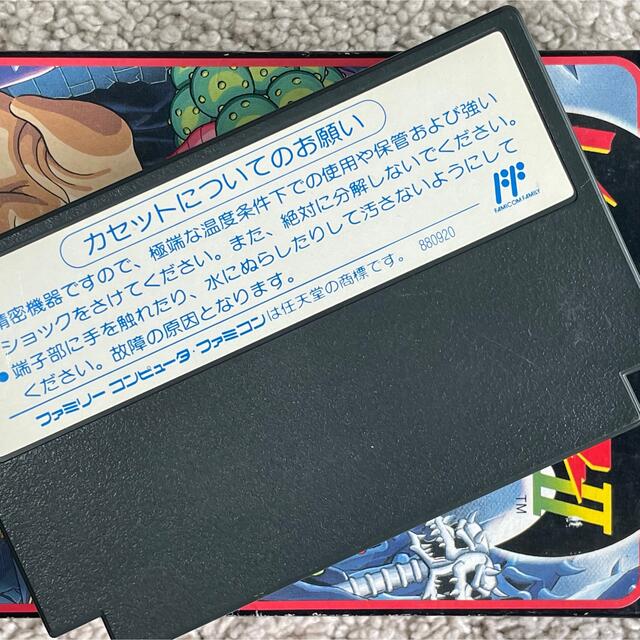 カセットについてのお願い
精密機器ですので、極端な温度条件下での使用や保管および強い
ショックをさけてください。また、絶対に分解しないでください。
● 端子部に手を触れたり、水にぬらしたりして汚さないようにして
ください。故障の原因となります。
ファミリーコンピュータ・ファミコンは任天堂の商標です。
880920
FF
FAMICOM FAMILY
II
TM